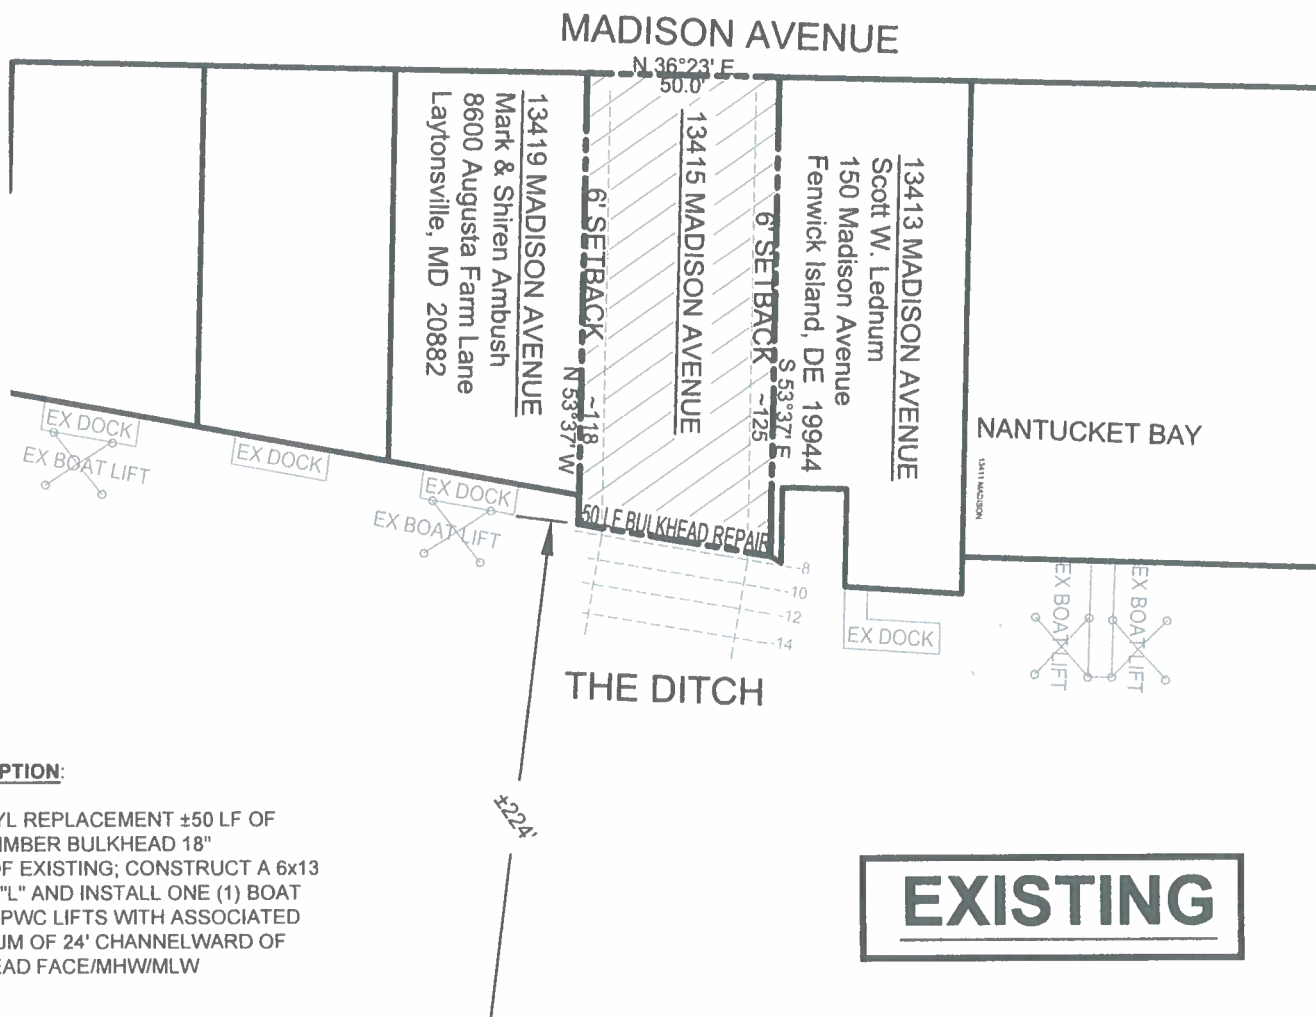 MADISON AVENUE
N 36°23' E
50.0'
13419 MADISON AVENUE
Mark & Shiren Ambush
8600 Augusta Farm Lane
Laytonsville, MD 20882
6' SETBACK
~118
N 53°37' W
13415 MADISON AVENUE
6' SETBACK
~125
S 53°37' E
13413 MADISON AVENUE
Scott W. Lednum
150 Madison Avenue
Fenwick Island, DE 19944
NANTUCKET BAY
13411 MADISON
EX DOCK
EX BOAT LIFT
EX DOCK
EX DOCK
EX BOAT LIFT
50 LF BULKHEAD REPAIR
-8
-10
-12
-14
EX DOCK
EX BOAT LIFT
EX BOAT LIFT
THE DITCH
±224'
PTION:
YL REPLACEMENT ±50 LF OF
IMBER BULKHEAD 18"
OF EXISTING; CONSTRUCT A 6x13
"L" AND INSTALL ONE (1) BOAT
PWC LIFTS WITH ASSOCIATED
UM OF 24' CHANNELWARD OF
EAD FACE/MHW/MLW
EXISTING